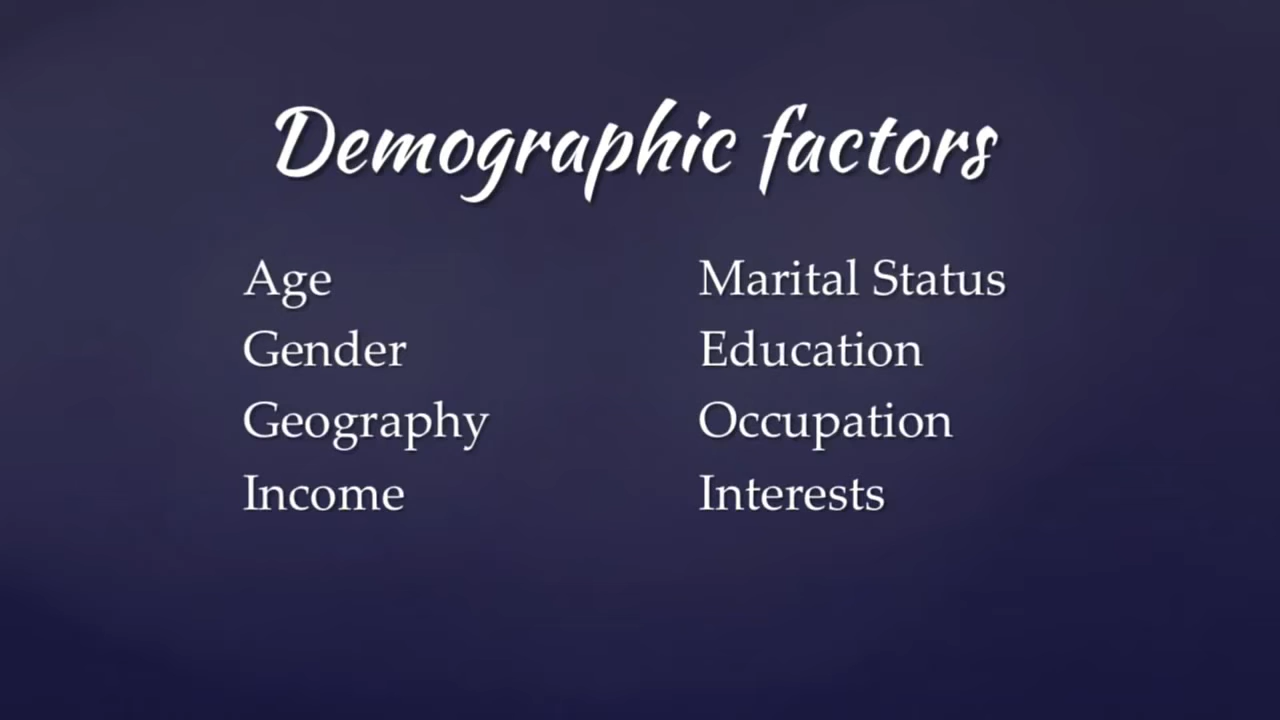 Demographic factors
Age
Gender
Geography
Income
Marital Status
Education
Occupation
Interests